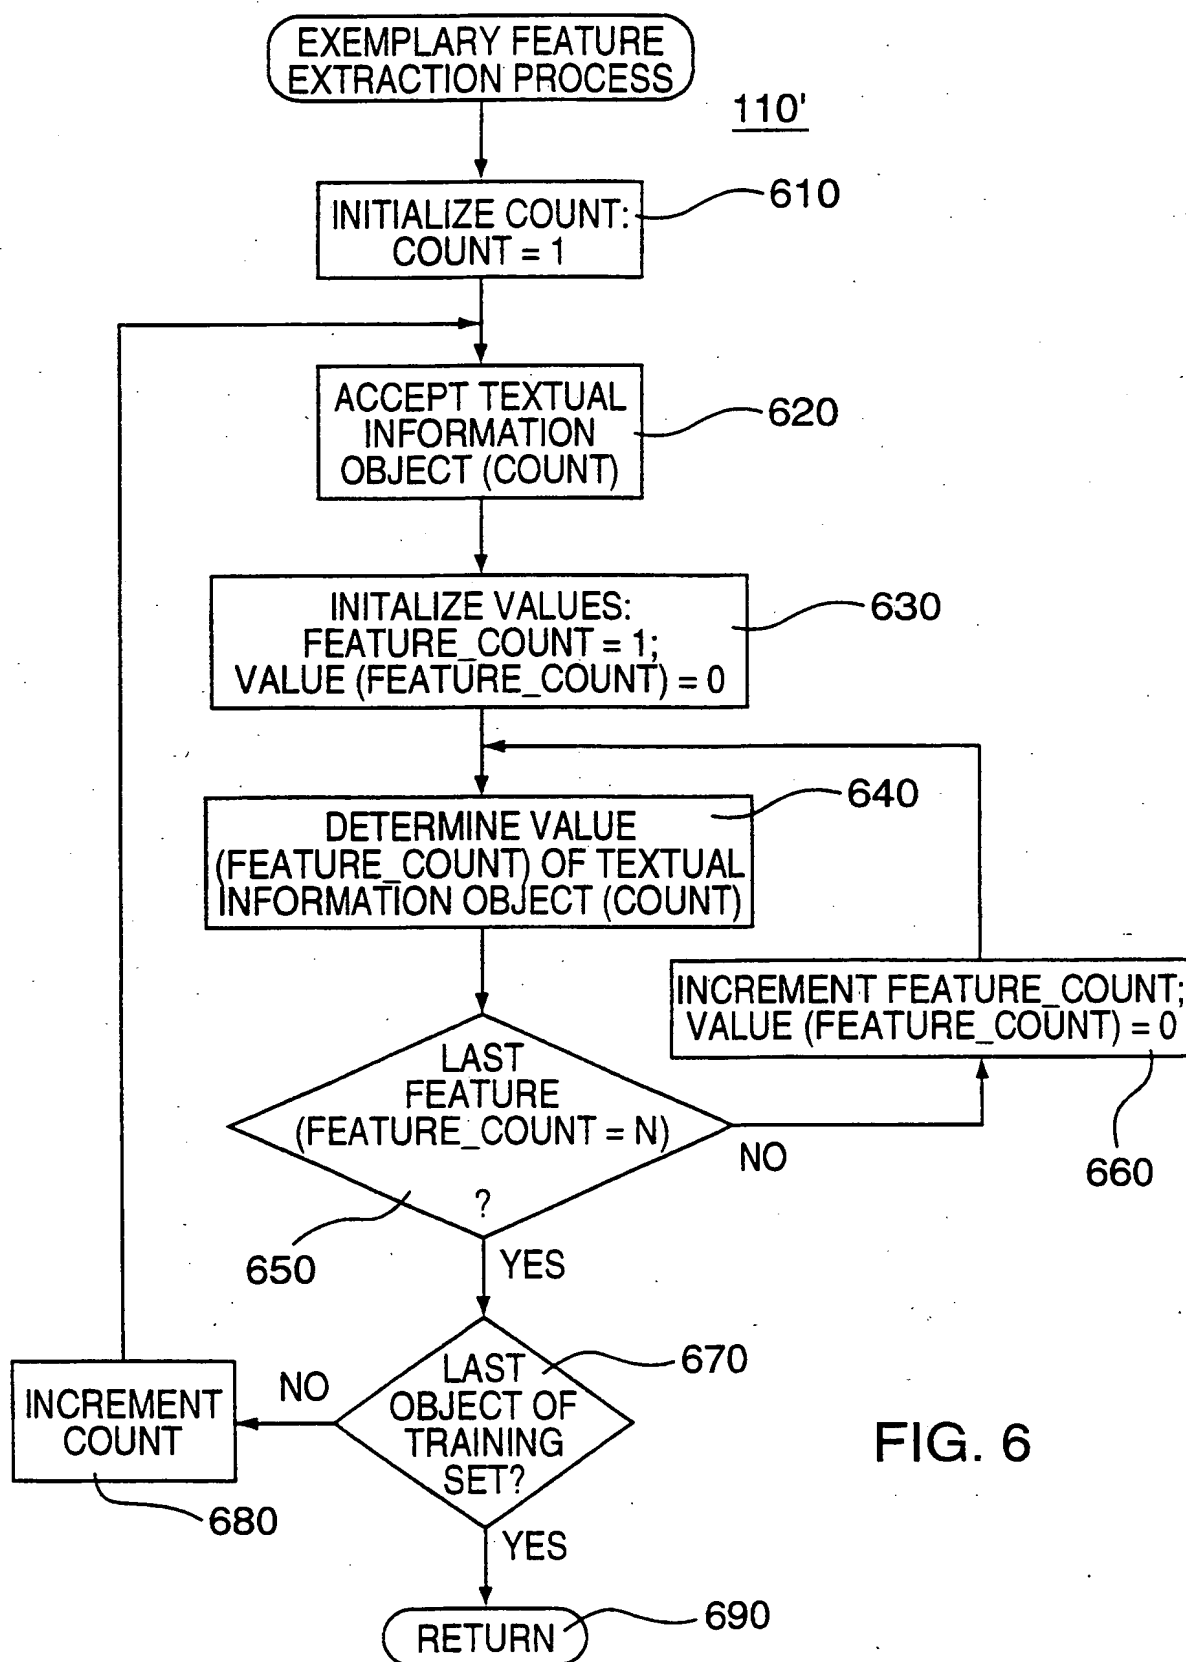 EXEMPLARY FEATURE
EXTRACTION PROCESS
110'
INITIALIZE COUNT:
COUNT = 1
610
ACCEPT TEXTUAL
INFORMATION
OBJECT (COUNT)
620
INITALIZE VALUES:
FEATURE_COUNT = 1;
VALUE (FEATURE_COUNT) = 0
630
DETERMINE VALUE
(FEATURE_COUNT) OF TEXTUAL
INFORMATION OBJECT (COUNT)
640
INCREMENT FEATURE_COUNT;
VALUE (FEATURE_COUNT) = 0
660
LAST
FEATURE
(FEATURE_COUNT = N)
?
NO
650
YES
LAST
OBJECT OF
TRAINING
SET?
670
NO
INCREMENT
COUNT
680
YES
RETURN
690
FIG. 6